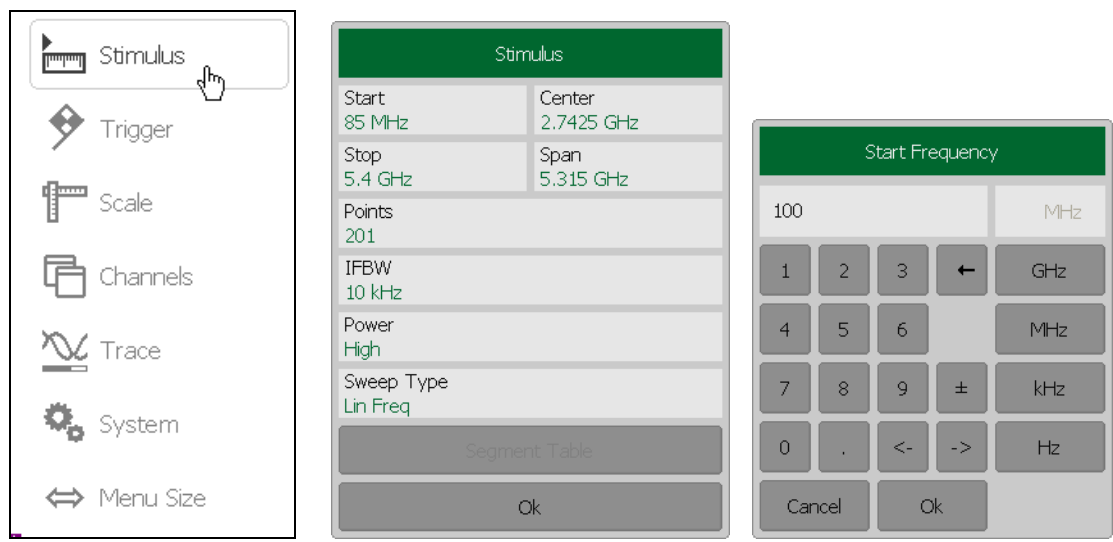 Stimulus
Trigger
Scale
Channels
Trace
System
Menu Size
Stimulus
Start Center
85 MHz 2.7425 GHz
Stop Span
5.4 GHz 5.315 GHz
Points
201
IFBW
10 kHz
Power
High
Sweep Type
Lin Freq
Segment Table
Ok
Start Frequency
100 MHz
1 2 3 ← GHz
4 5 6 MHz
7 8 9 ± kHz
0 . <- -> Hz
Cancel Ok